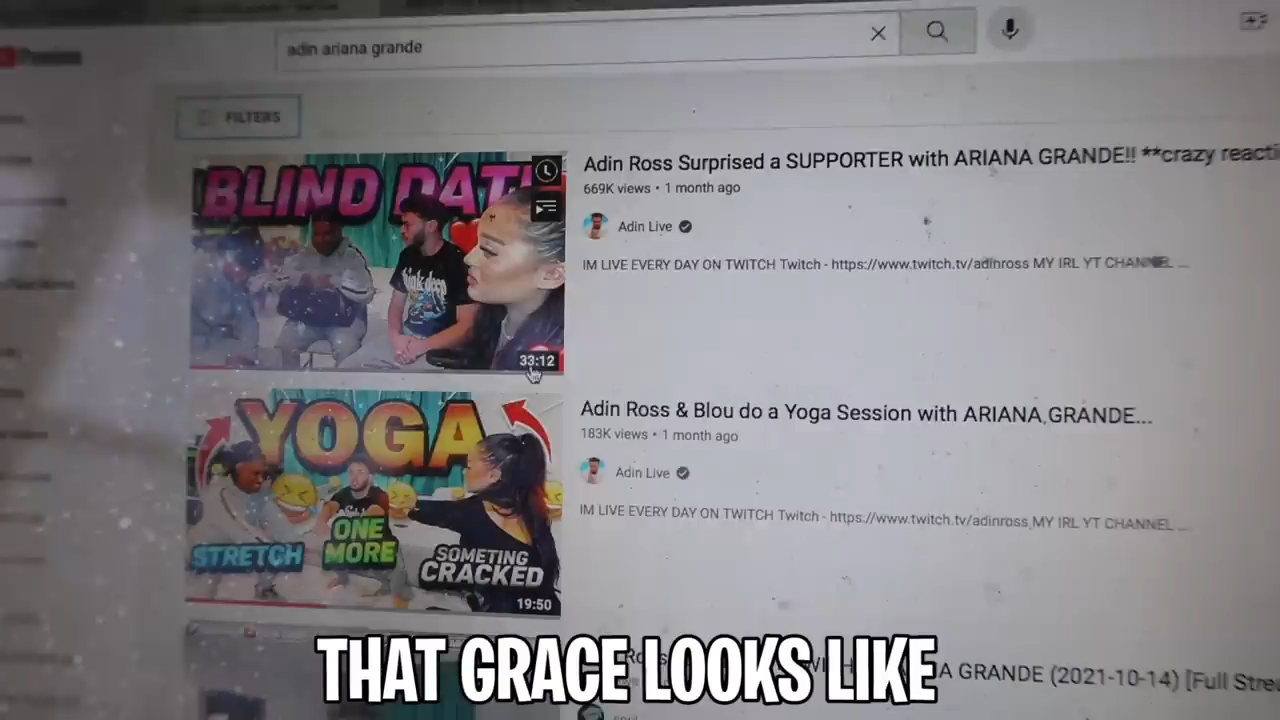 adin ariana grande
FILTERS
BLIND DAT
think deep
33:12
Adin Ross Surprised a SUPPORTER with ARIANA GRANDE!! **crazy reacti
669K views • 1 month ago
Adin Live
IM LIVE EVERY DAY ON TWITCH Twitch - https://www.twitch.tv/adinross MY IRL YT CHANNEL ...
YOGA
STRETCH
ONE
MORE
SOMETING
CRACKED
19:50
Adin Ross & Blou do a Yoga Session with ARIANA GRANDE...
183K views • 1 month ago
Adin Live
IM LIVE EVERY DAY ON TWITCH Twitch - https://www.twitch.tv/adinross MY IRL YT CHANNEL ...
A GRANDE (2021-10-14) [Full Strea
THAT GRACE LOOKS LIKE